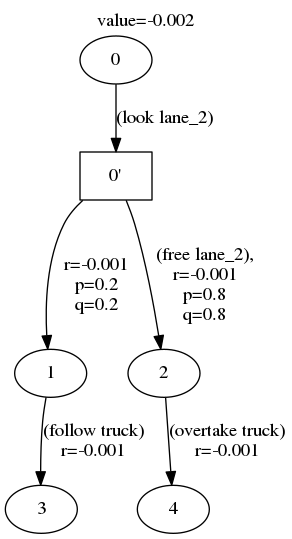 value=-0.002
0
(look lane_2)
0'
r=-0.001
p=0.2
q=0.2
(free lane_2),
r=-0.001
p=0.8
q=0.8
1
2
(follow truck)
r=-0.001
(overtake truck)
r=-0.001
3
4